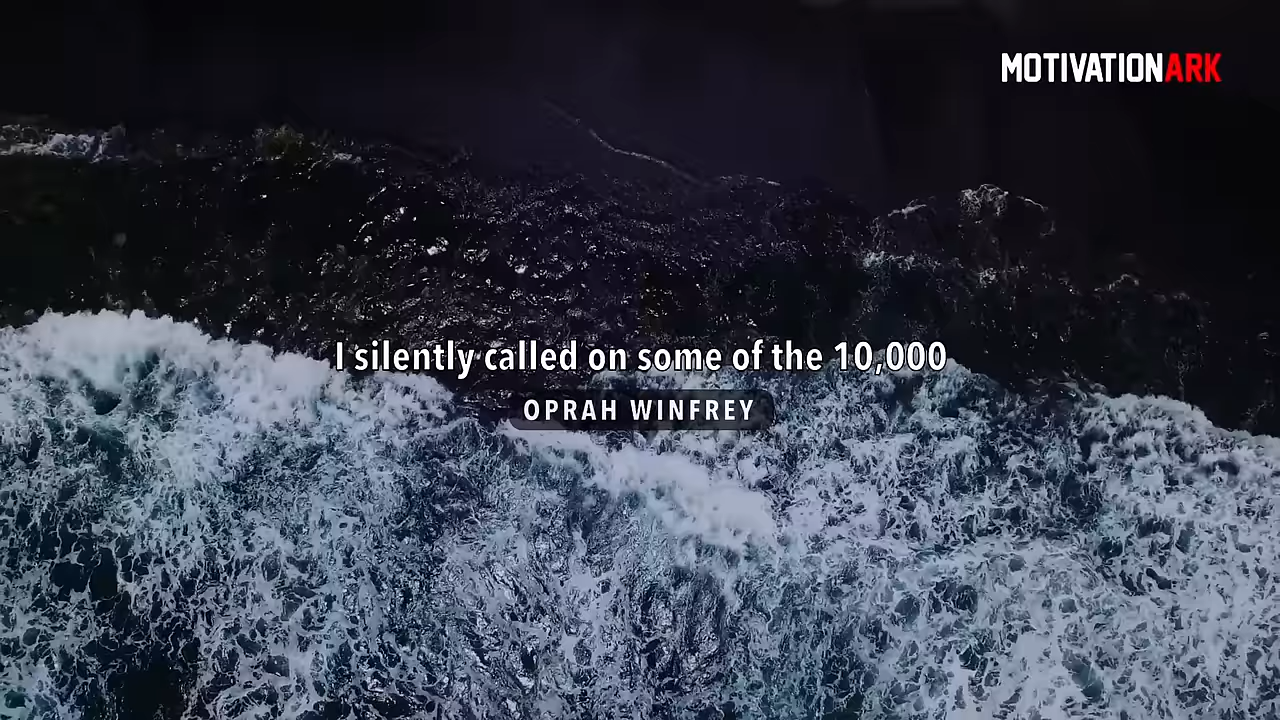 MOTIVATIONARK
I silently called on some of the 10,000
OPRAH WINFREY